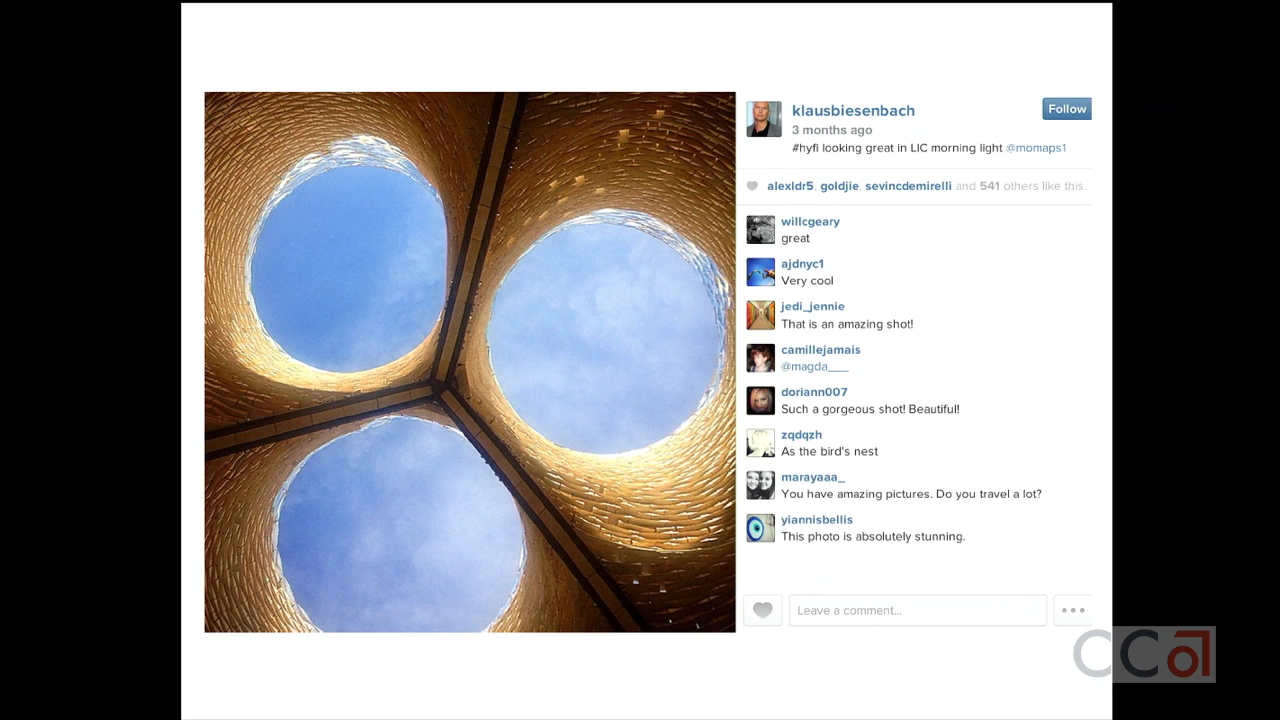 klausbiesenbach
Follow
3 months ago
#hyfi looking great in LIC morning light @momaps1
alexldr5, goldjie, sevincdemirelli and 541 others like this.
willcgeary
great
ajdnyc1
Very cool
jedi_jennie
That is an amazing shot!
camillejamais
@magda___
doriann007
Such a gorgeous shot! Beautiful!
zqdqzh
As the bird's nest
marayaaa_
You have amazing pictures. Do you travel a lot?
yiannisbellis
This photo is absolutely stunning.
Leave a comment...
CCA